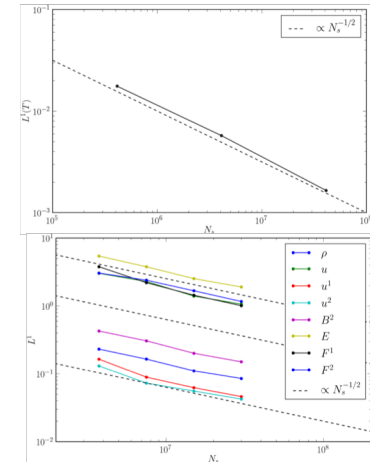 10^{-1}
∝ N_s^{-1/2}
L^1(T)
10^{-2}
10^{-3}
10^5 10^6 10^7 10^8
N_s
10^1
ρ
u
u^1
u^2
B^2
E
F^1
F^2
∝ N_s^{-1/2}
10^0
L^1
10^{-1}
10^{-2}
10^7 10^8
N_s